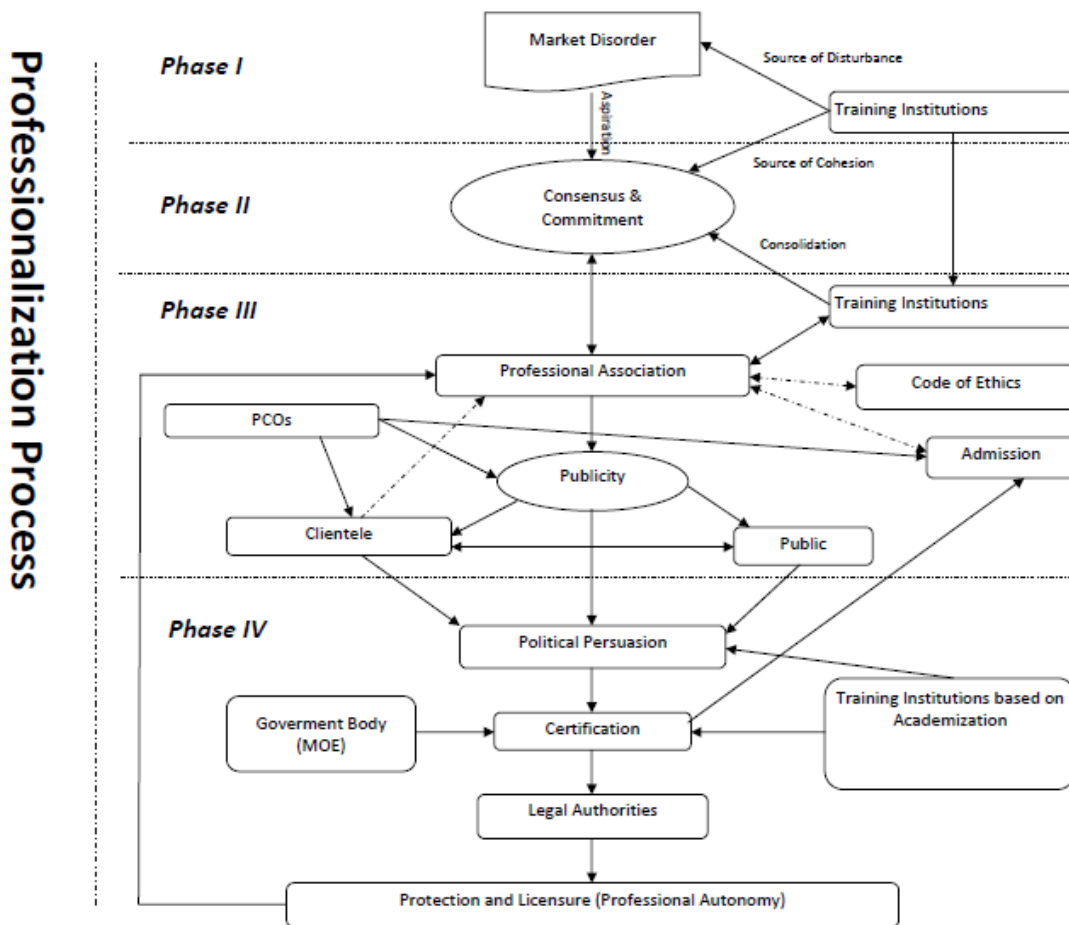 Professionalization Process
Phase I
Market Disorder
Source of Disturbance
Training Institutions
Aspiration
Source of Cohesion
Phase II
Consensus &
Commitment
Consolidation
Phase III
Training Institutions
Professional Association
Code of Ethics
PCOs
Admission
Publicity
Clientele
Public
Phase IV
Political Persuasion
Goverment Body
(MOE)
Certification
Training Institutions based on
Academization
Legal Authorities
Protection and Licensure (Professional Autonomy)